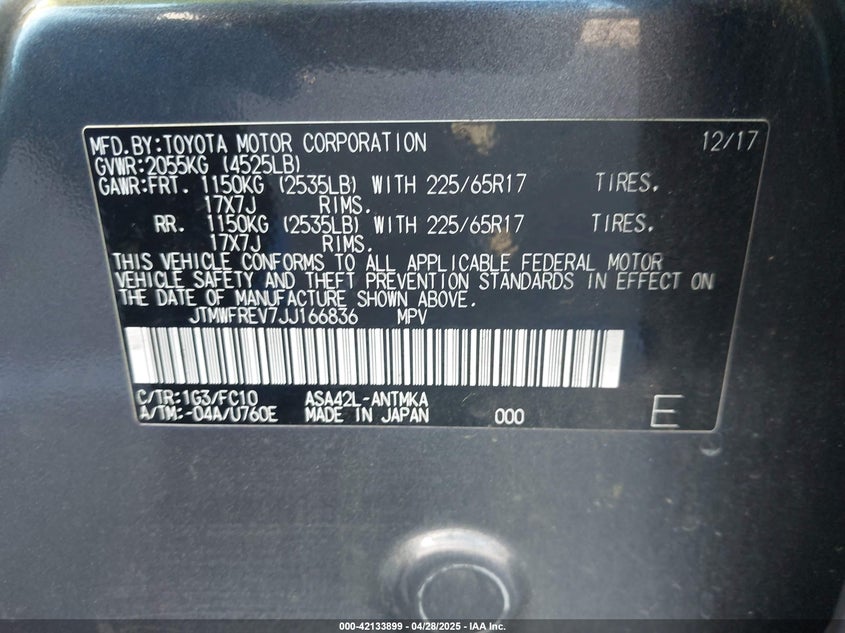 MFD.BY:TOYOTA MOTOR CORPORATION 12/17
GVWR:2055KG (4525LB)
GAWR:FRT. 1150KG (2535LB) WITH 225/65R17 TIRES.
17X7J RIMS.
RR. 1150KG (2535LB) WITH 225/65R17 TIRES.
17X7J RIMS.
THIS VEHICLE CONFORMS TO ALL APPLICABLE FEDERAL MOTOR
VEHICLE SAFETY AND THEFT PREVENTION STANDARDS IN EFFECT ON
THE DATE OF MANUFACTURE SHOWN ABOVE.
JTMWFREV7JJ166836 MPV
C/TR:1G3/FC10 ASA42L-ANTMKA
A/TM:-04A/U760E MADE IN JAPAN 000 E
000-42133899 - 04/28/2025 - IAA Inc.